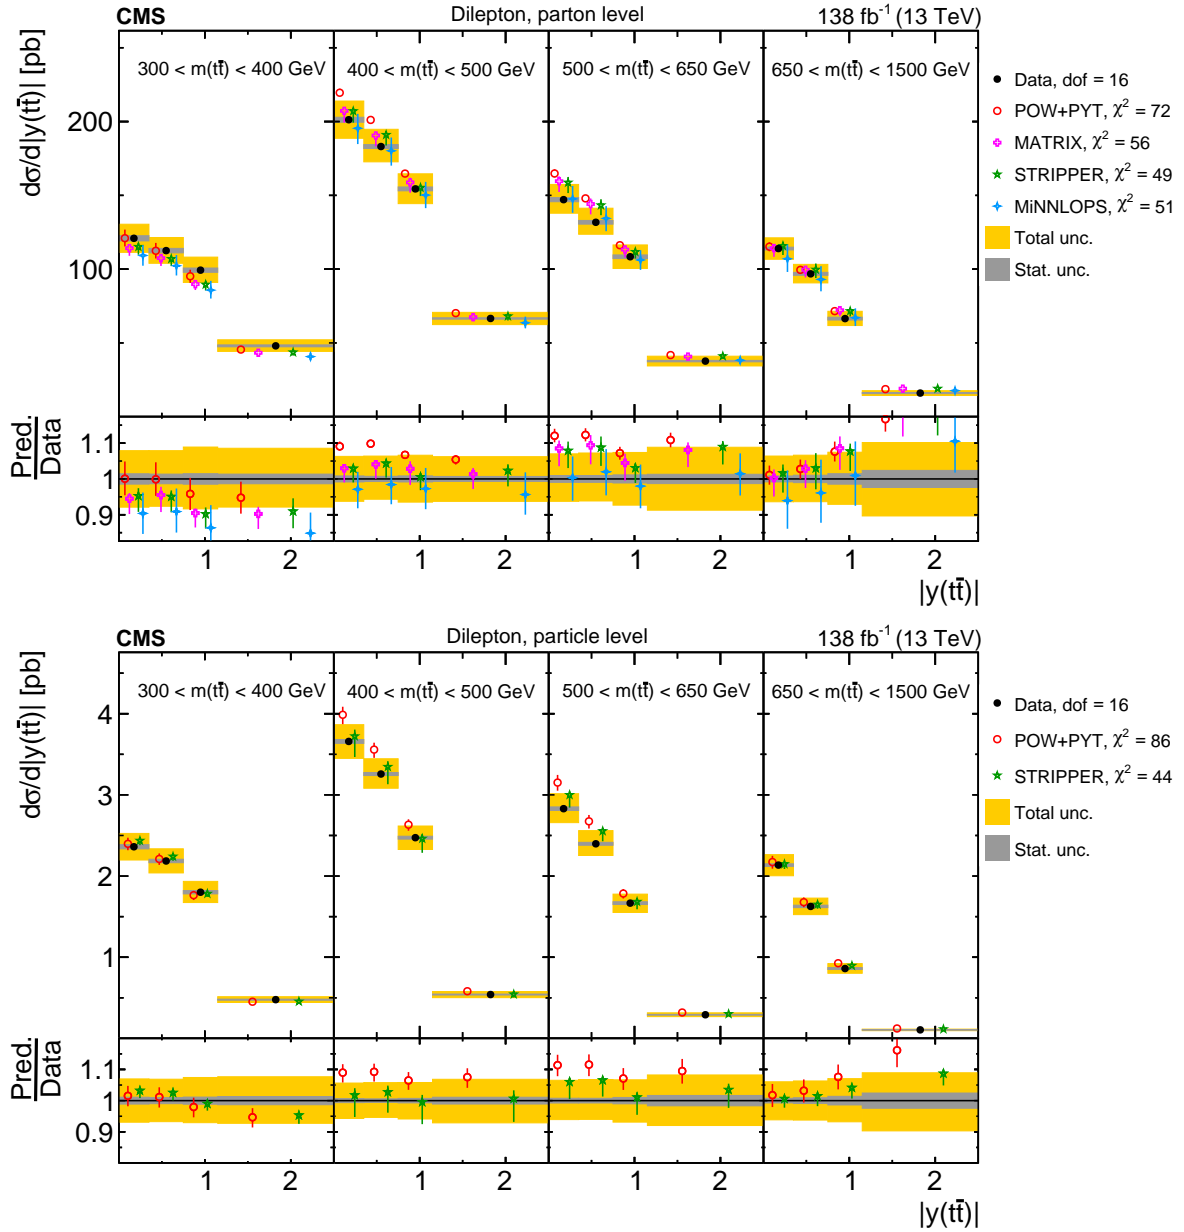 CMS Dilepton, parton level 138 fb⁻¹ (13 TeV)
dσ/d|y(tt̄)| [pb]
300 < m(tt̄) < 400 GeV
400 < m(tt̄) < 500 GeV
500 < m(tt̄) < 650 GeV
650 < m(tt̄) < 1500 GeV
200
100
Data, dof = 16
POW+PYT, χ² = 72
MATRIX, χ² = 56
STRIPPER, χ² = 49
MiNNLOPS, χ² = 51
Total unc.
Stat. unc.
Pred.
Data
1.1
1
0.9
1 2 1 2 1 2 1 2
|y(tt̄)|
CMS Dilepton, particle level 138 fb⁻¹ (13 TeV)
dσ/d|y(tt̄)| [pb]
300 < m(tt̄) < 400 GeV
400 < m(tt̄) < 500 GeV
500 < m(tt̄) < 650 GeV
650 < m(tt̄) < 1500 GeV
4
3
2
1
Data, dof = 16
POW+PYT, χ² = 86
STRIPPER, χ² = 44
Total unc.
Stat. unc.
Pred.
Data
1.1
1
0.9
1 2 1 2 1 2 1 2
|y(tt̄)|